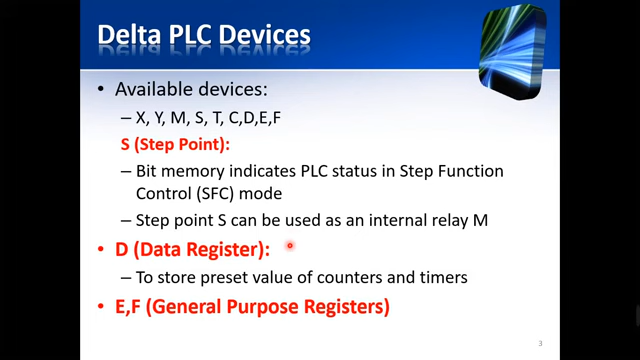 Delta PLC Devices
• Available devices:
– X, Y, M, S, T, C,D,E,F
S (Step Point):
– Bit memory indicates PLC status in Step Function
Control (SFC) mode
– Step point S can be used as an internal relay M
• D (Data Register):
– To store preset value of counters and timers
• E,F (General Purpose Registers)
3